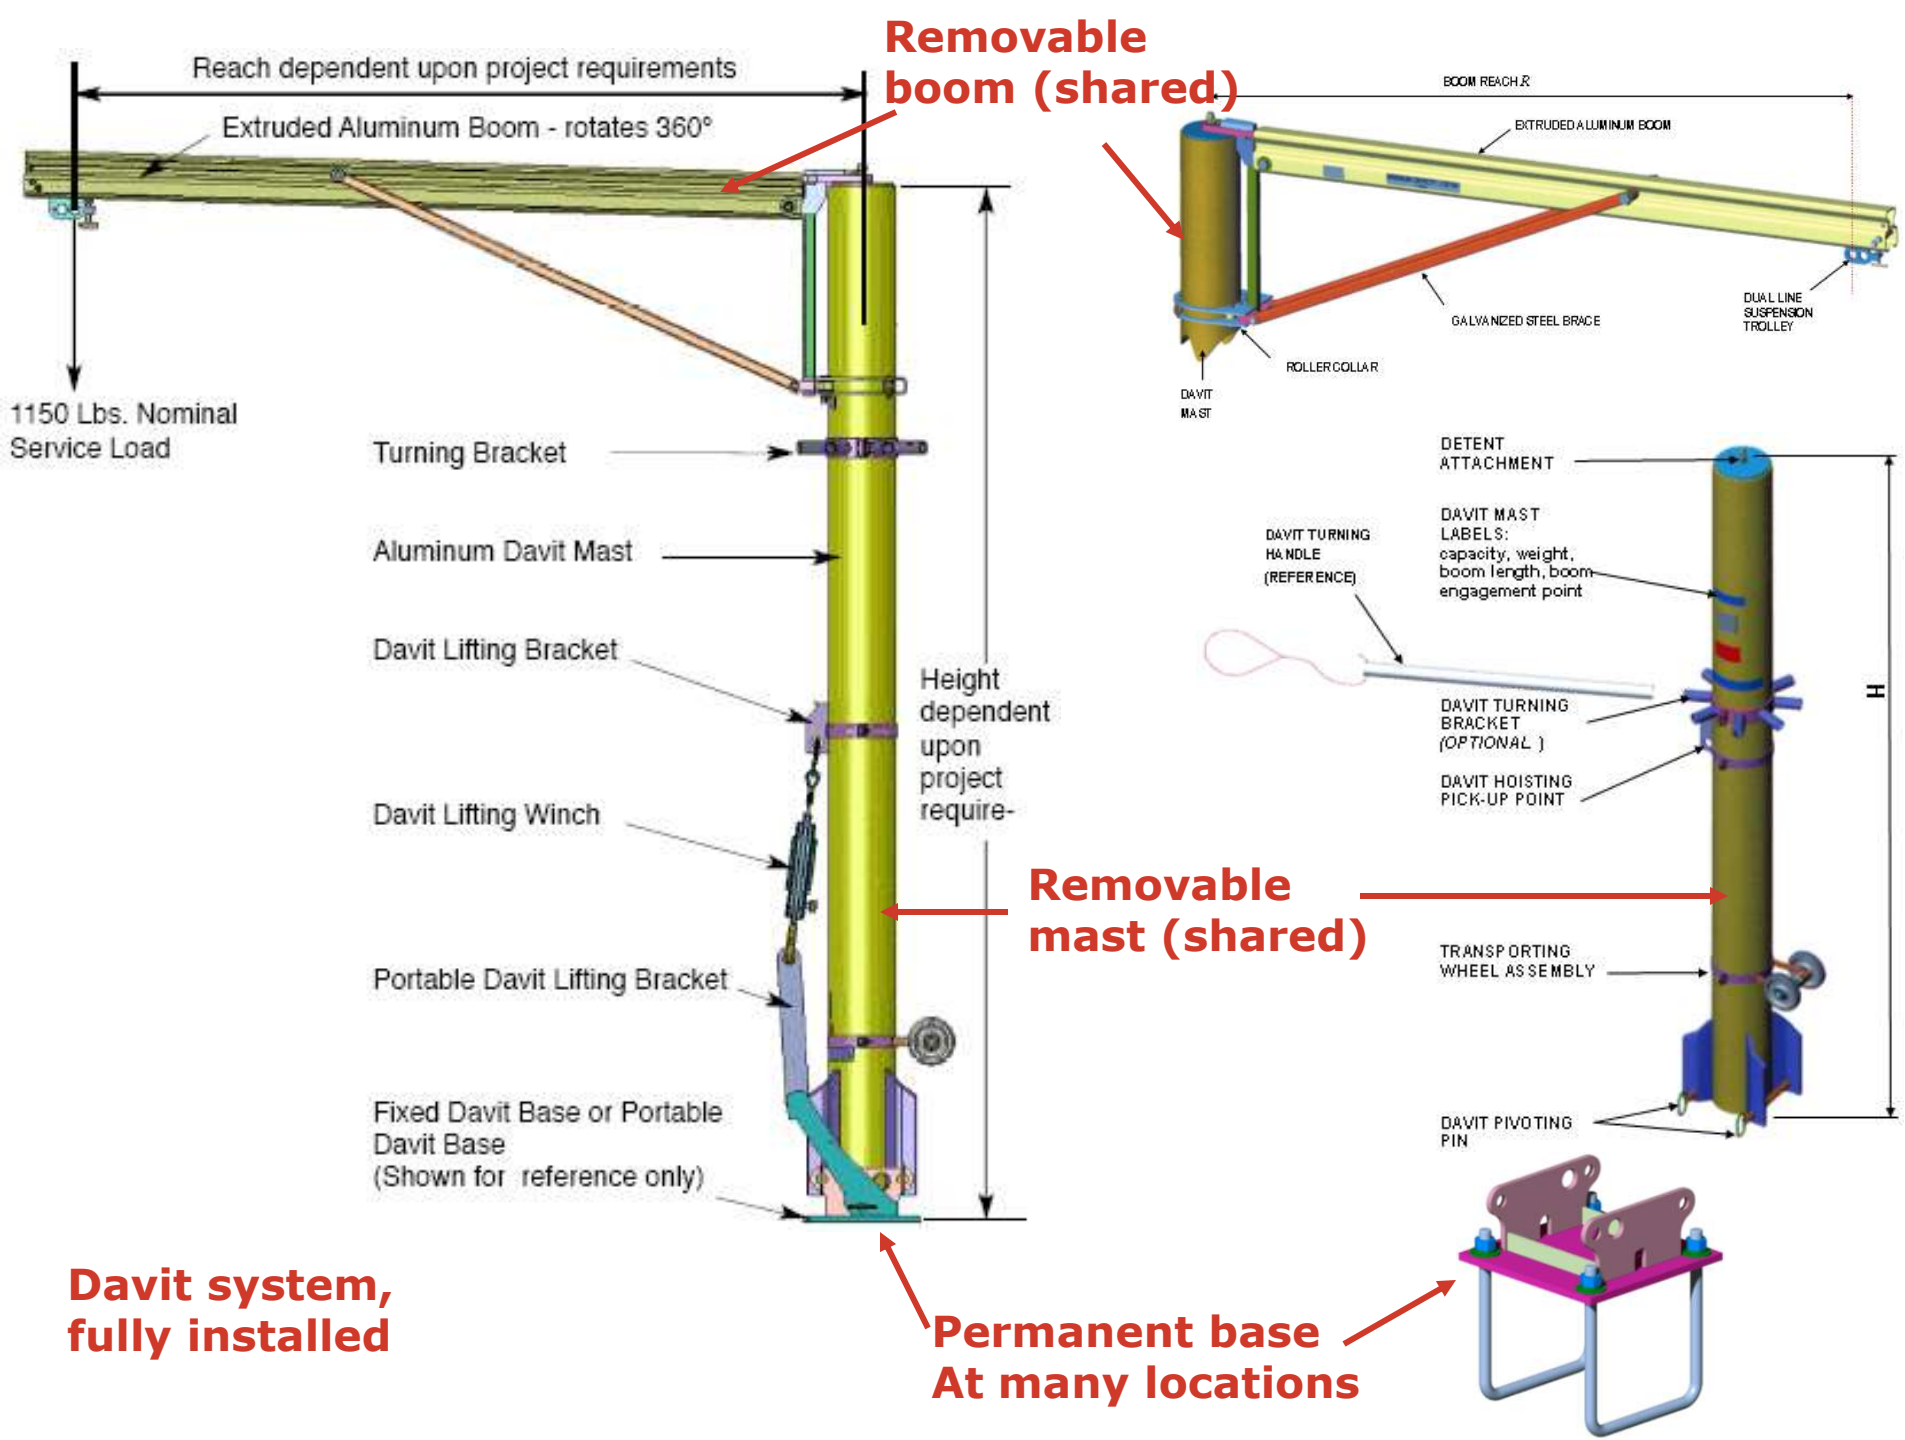 Removable
boom (shared)
Reach dependent upon project requirements
Extruded Aluminum Boom - rotates 360°
1150 Lbs. Nominal
Service Load
Turning Bracket
Aluminum Davit Mast
Davit Lifting Bracket
Height
dependent
upon
project
require-
Davit Lifting Winch
Portable Davit Lifting Bracket
Fixed Davit Base or Portable
Davit Base
(Shown for reference only)
Davit system,
fully installed
Removable
mast (shared)
Permanent base
At many locations
BOOM REACH R
EXTRUDED ALUMINUM BOOM
DUAL LINE
SUSPENSION
TROLLEY
GALVANIZED STEEL BRACE
ROLLER COLLAR
DAVIT
MAST
DETENT
ATTACHMENT
DAVIT MAST
LABELS:
capacity, weight,
boom length, boom
engagement point
DAVIT TURNING
HANDLE
(REFERENCE)
H
DAVIT TURNING
BRACKET
(OPTIONAL )
DAVIT HOISTING
PICK-UP POINT
TRANSPORTING
WHEEL ASSEMBLY
DAVIT PIVOTING
PIN